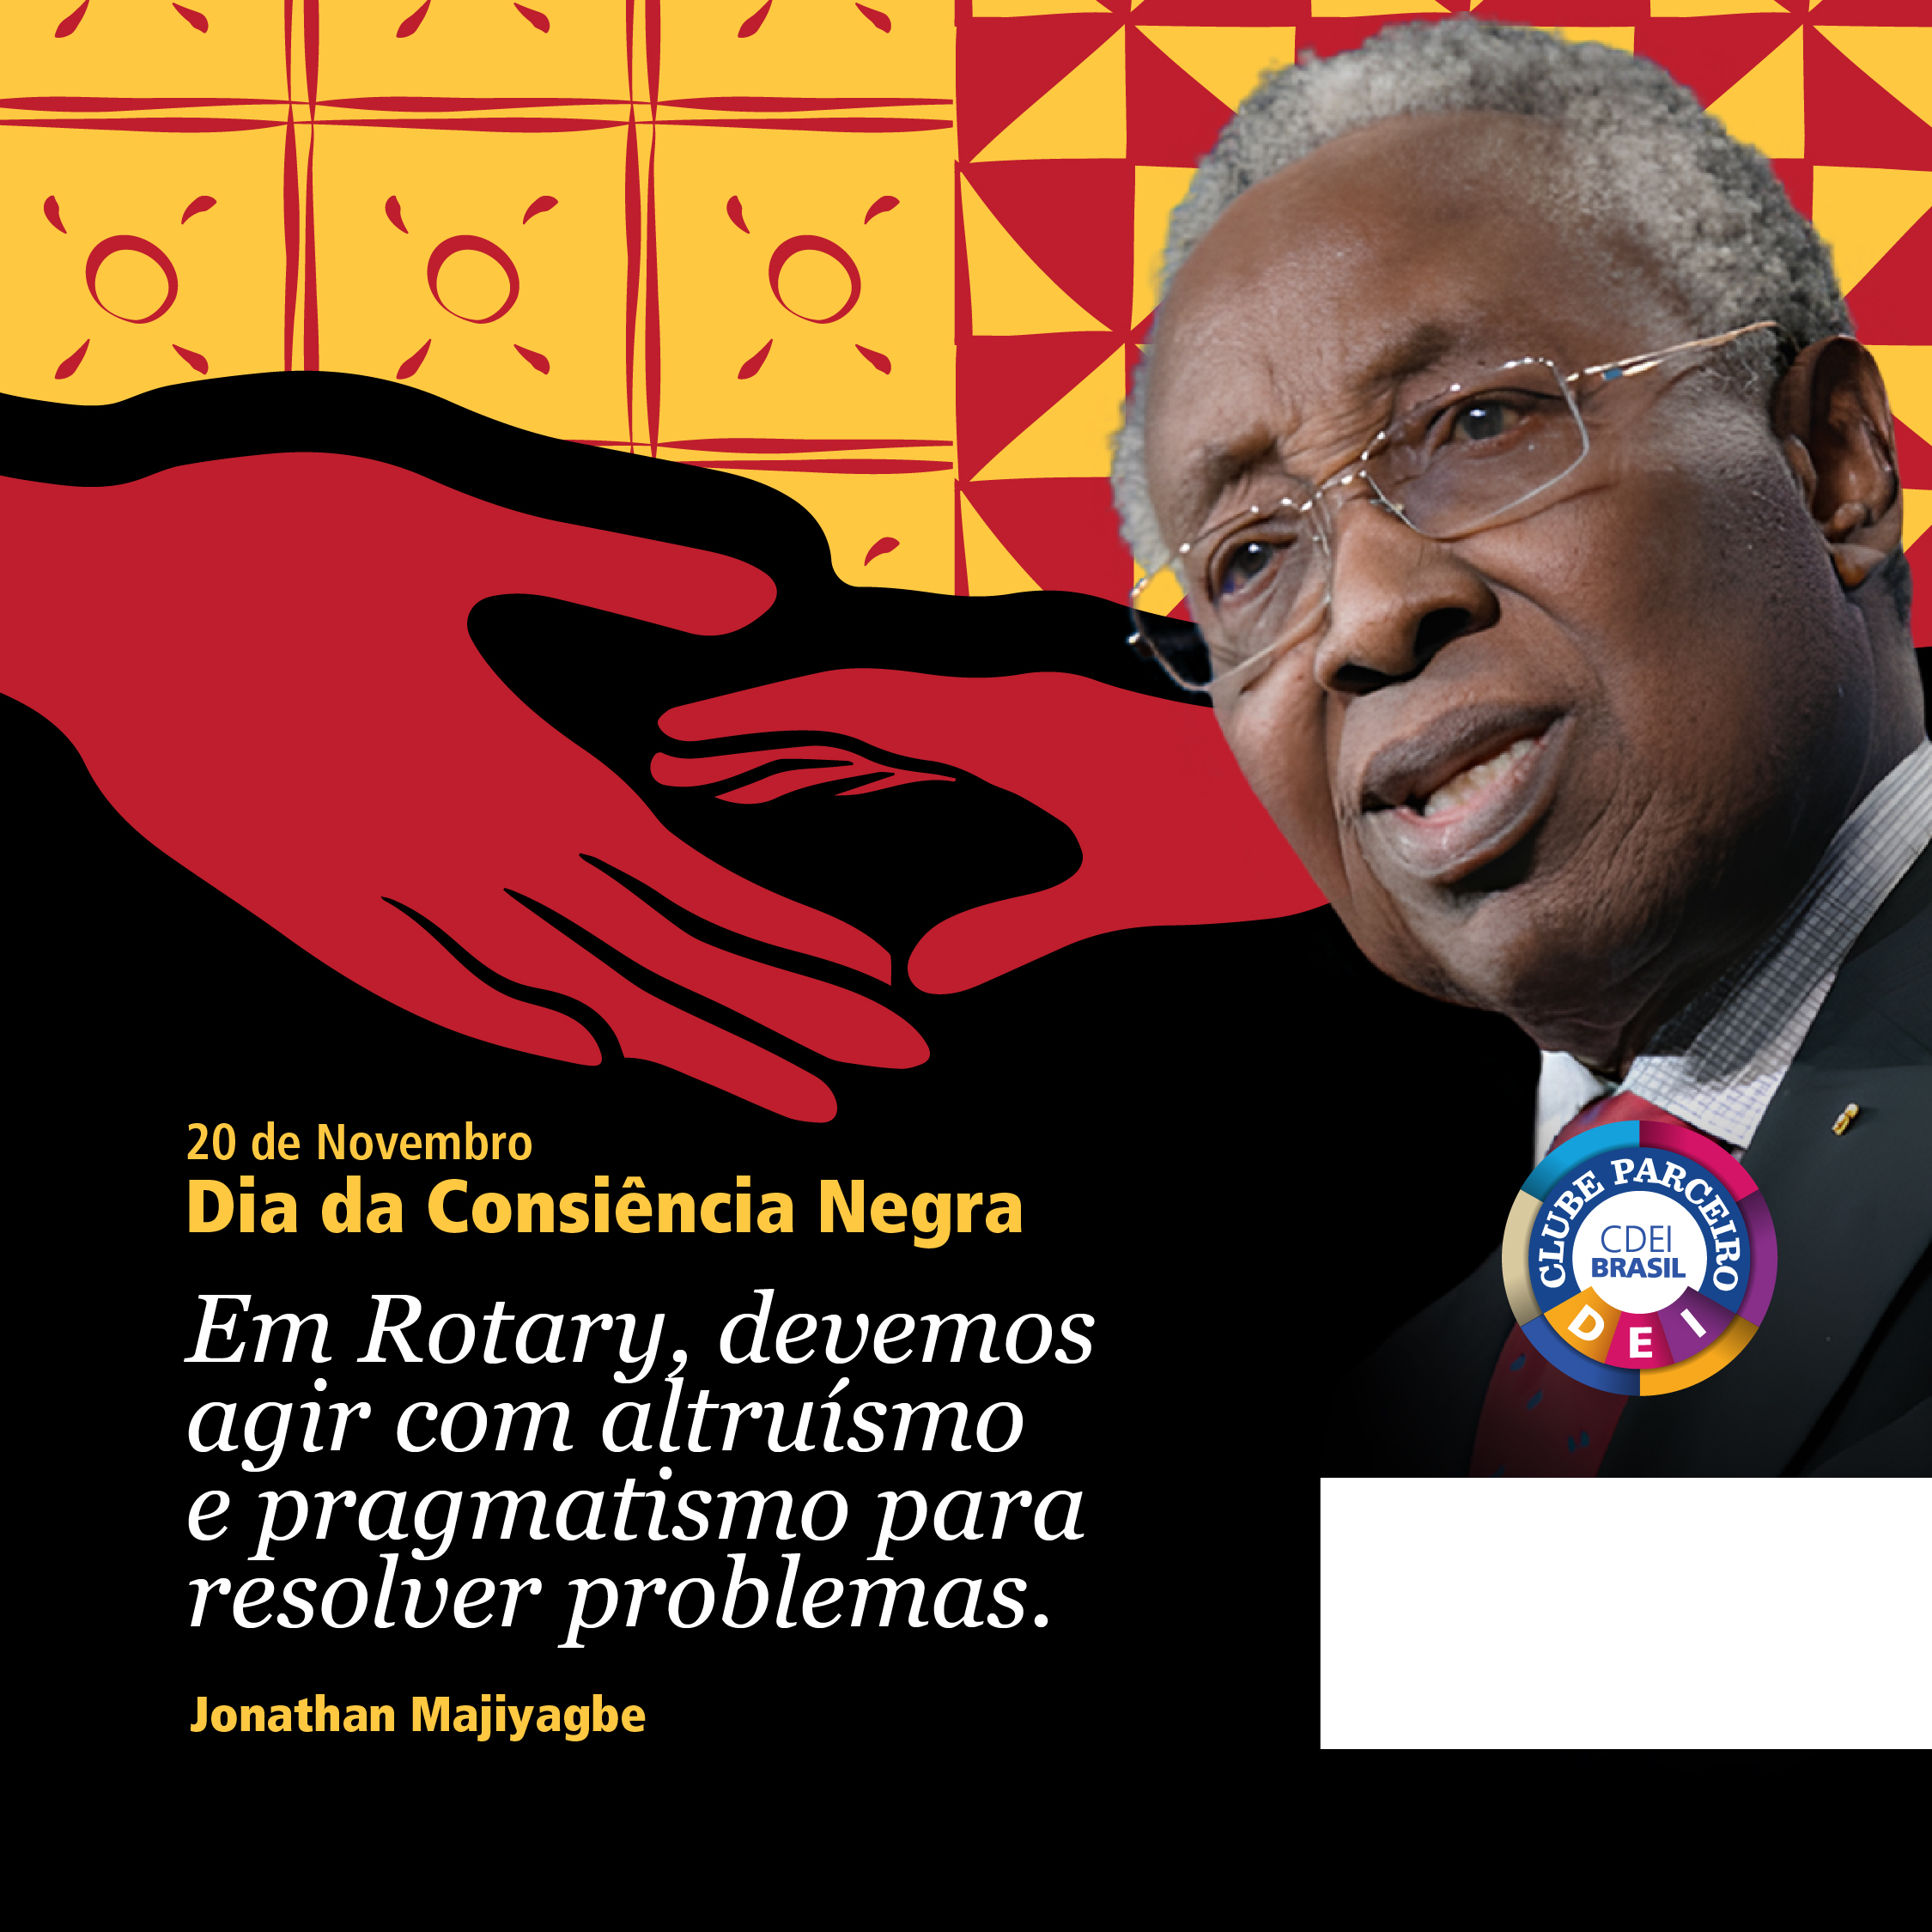 20 de Novembro
Dia da Consiência Negra
Em Rotary, devemos
agir com altruísmo
e pragmatismo para
resolver problemas.
Jonathan Majiyagbe
CLUBE PARCEIRO
CDEI
BRASIL
D E I